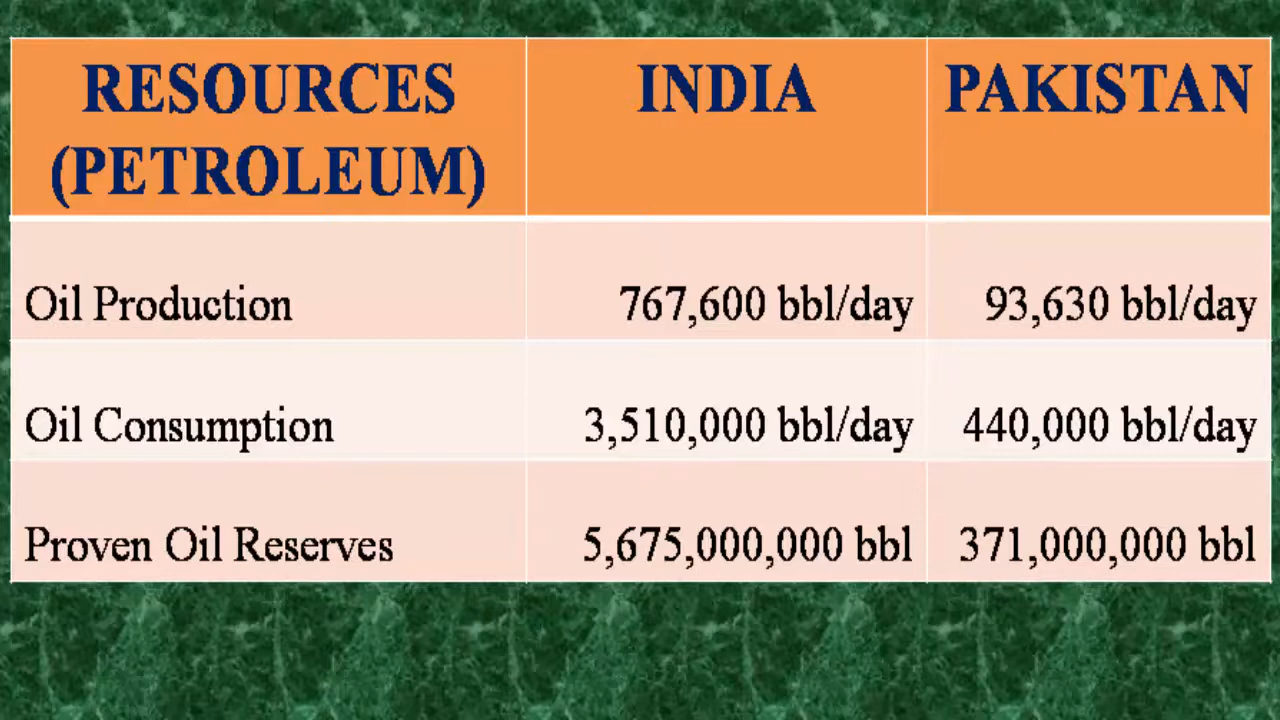 RESOURCES INDIA PAKISTAN
(PETROLEUM)
Oil Production 767,600 bbl/day 93,630 bbl/day
Oil Consumption 3,510,000 bbl/day 440,000 bbl/day
Proven Oil Reserves 5,675,000,000 bbl 371,000,000 bbl